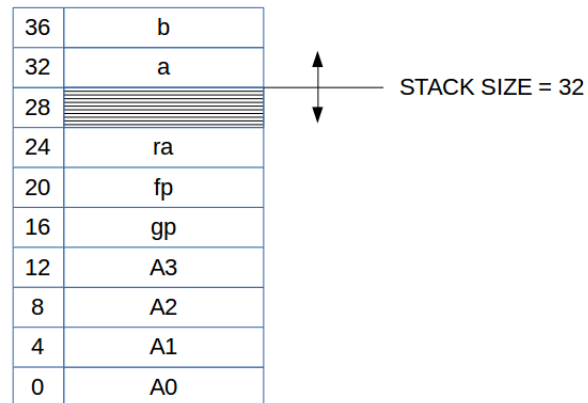 36 b
32 a
STACK SIZE = 32
28
24 ra
20 fp
16 gp
12 A3
8 A2
4 A1
0 A0